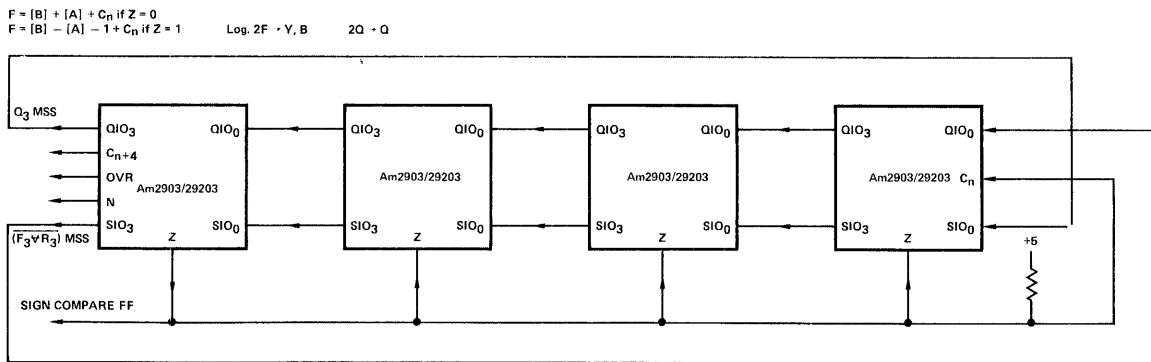 F = [B] + [A] + Cn if Z = 0
F = [B] − [A] − 1 + Cn if Z = 1 Log. 2F → Y, B 2Q → Q
Q3 MSS
QIO3 QIO0 QIO3 QIO0 QIO3 QIO0 QIO3 QIO0
Cn+4
OVR
Am2903/29203 Am2903/29203 Am2903/29203 Am2903/29203 Cn
N
SIO3 SIO0 SIO3 SIO0 SIO3 SIO0 SIO3 SIO0
(F3∀R3) MSS
Z Z Z Z
+5
SIGN COMPARE FF